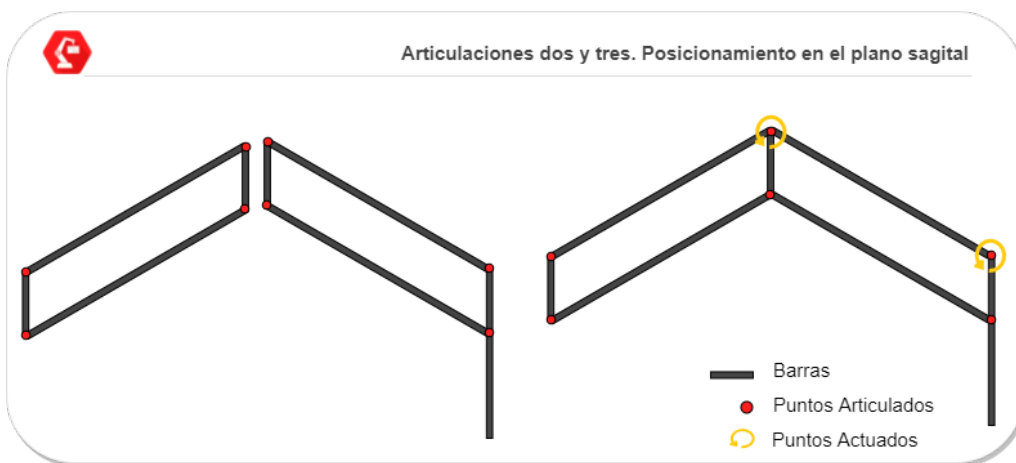 Articulaciones dos y tres. Posicionamiento en el plano sagital
Barras
Puntos Articulados
Puntos Actuados